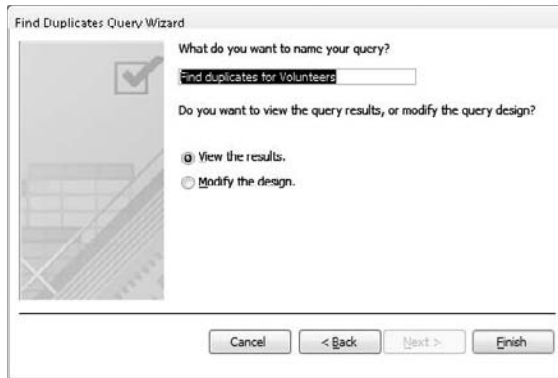 Find Duplicates Query Wizard
What do you want to name your query?
Find duplicates for Volunteers
Do you want to view the query results, or modify the query design?
View the results.
Modify the design.
Cancel
< Back
Next >
Finish